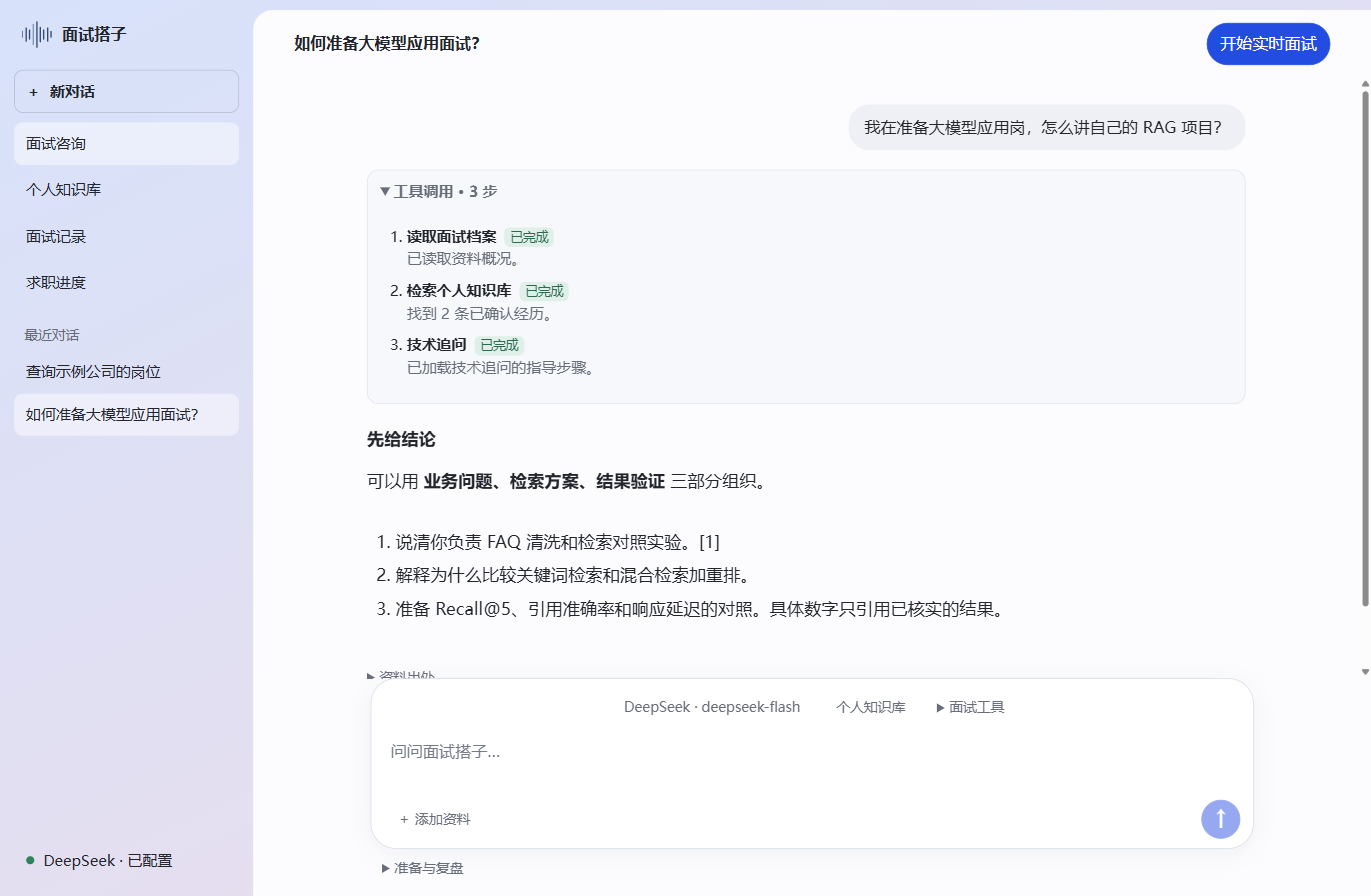 面试搭子
+ 新对话
面试咨询
个人知识库
面试记录
求职进度
最近对话
查询示例公司的岗位
如何准备大模型应用面试？
DeepSeek · 已配置
如何准备大模型应用面试？
开始实时面试
我在准备大模型应用岗，怎么讲自己的 RAG 项目？
▼工具调用 • 3 步
1. 读取面试档案 已完成
已读取资料概况。
2. 检索个人知识库 已完成
找到 2 条已确认经历。
3. 技术追问 已完成
已加载技术追问的指导步骤。
先给结论
可以用 业务问题、检索方案、结果验证 三部分组织。
1. 说清你负责 FAQ 清洗和检索对照实验。[1]
2. 解释为什么比较关键词检索和混合检索加重排。
3. 准备 Recall@5、引用准确率和响应延迟的对照。具体数字只引用已核实的结果。
▶ 资料出处
DeepSeek · deepseek-flash 个人知识库 ▶ 面试工具
问问面试搭子...
+ 添加资料
▶ 准备与复盘